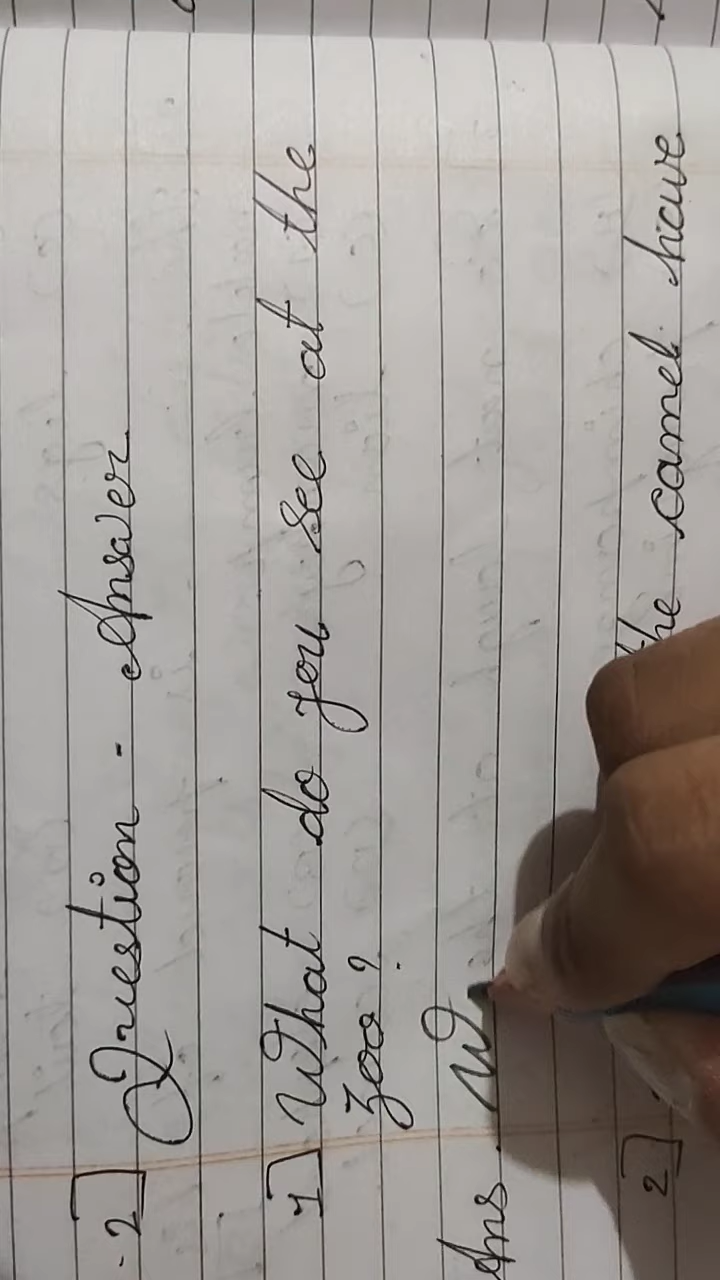 2] Question - Answer
1] What do you see at the
zoo?
Ans. W
2] the camel have